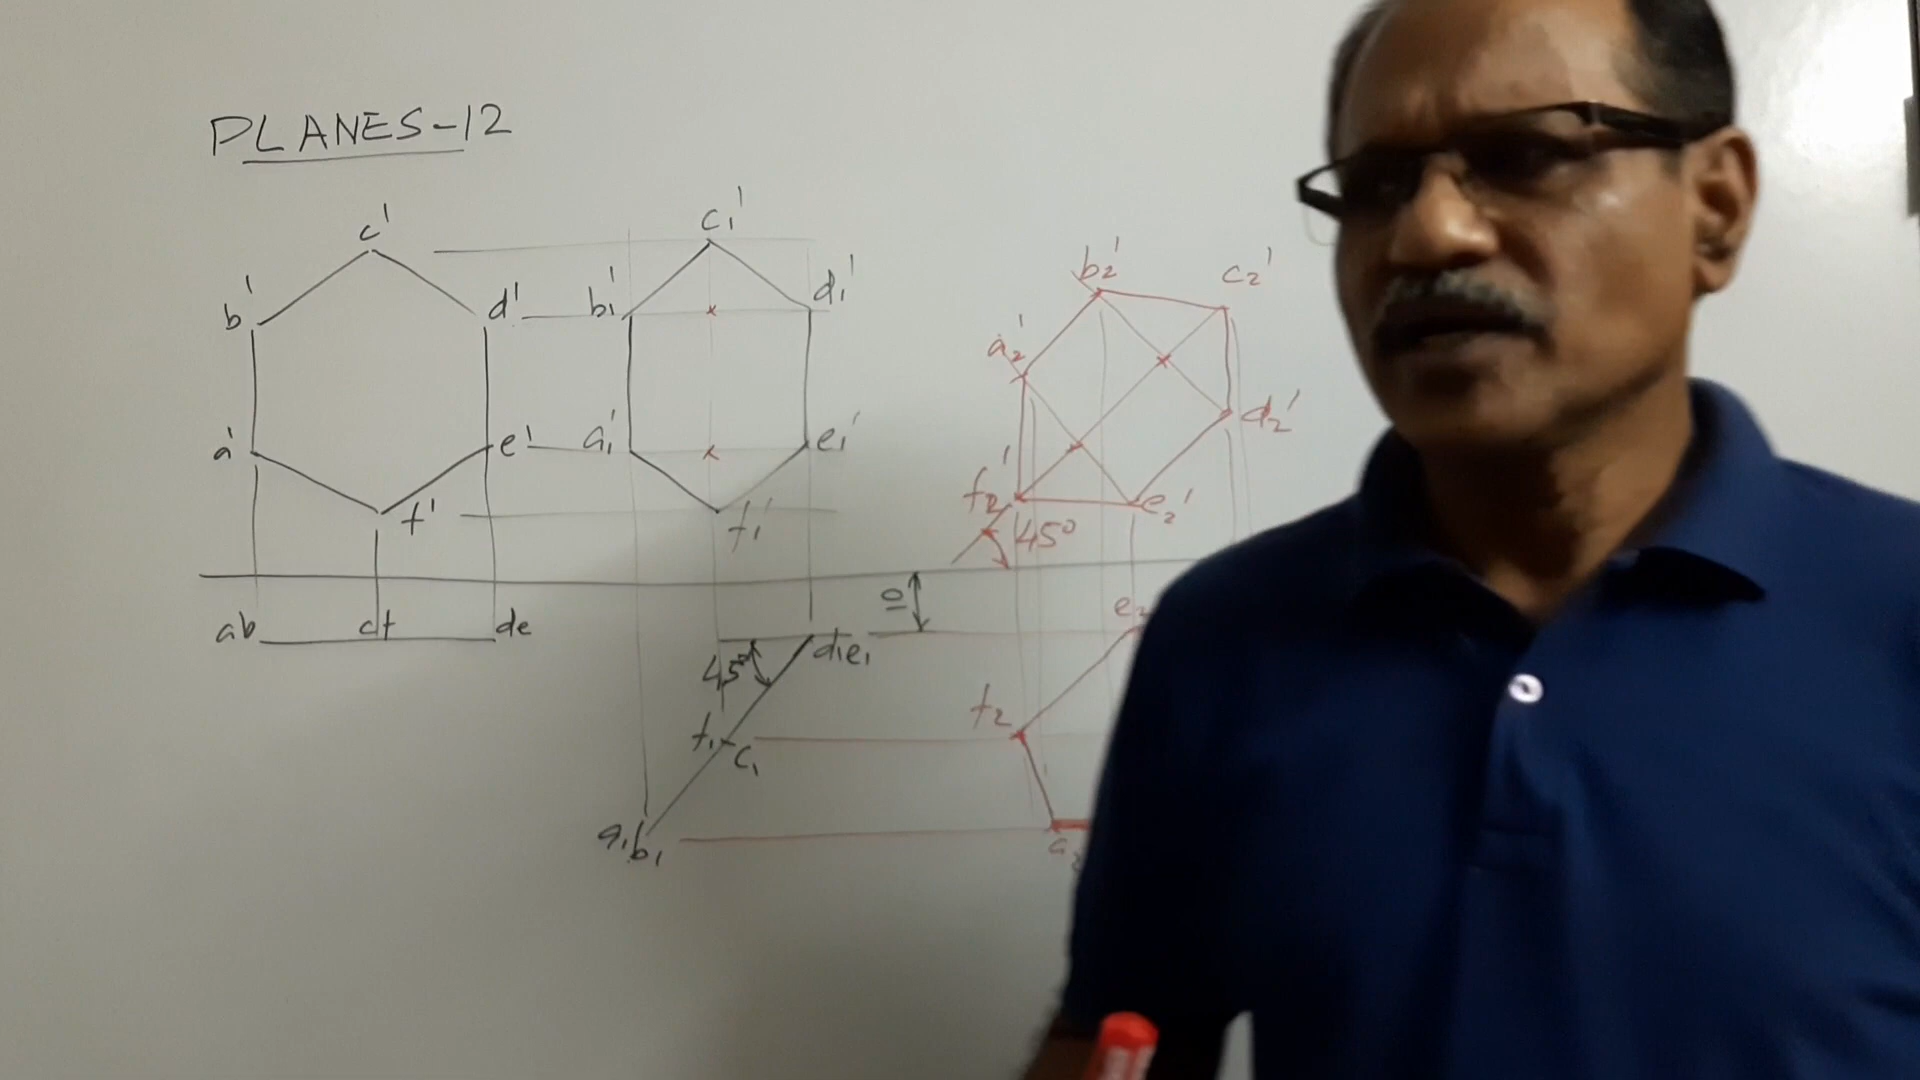 PLANES-12
c'
b'
d'
a'
e'
f'
ab
cf
de
c₁'
b₁'
d₁'
a₁'
e₁'
f₁'
45°
d₁e₁
f₁
c₁
a₁b₁
10
b₂'
c₂'
a₂'
d₂'
f₂'
e₂'
45°
f₂